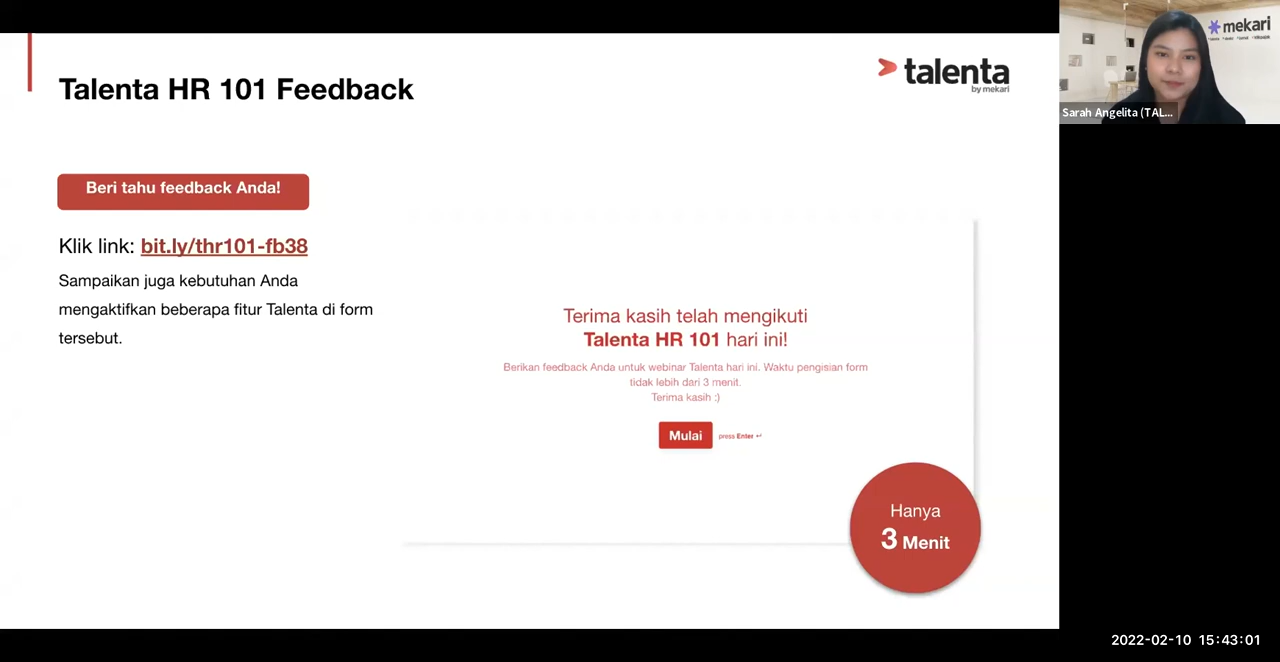 Talenta HR 101 Feedback
talenta
by mekari
mekari
Sarah Angelita (TAL...
Beri tahu feedback Anda!
Klik link: bit.ly/thr101-fb38
Sampaikan juga kebutuhan Anda
mengaktifkan beberapa fitur Talenta di form
tersebut.
Terima kasih telah mengikuti
Talenta HR 101 hari ini!
Berikan feedback Anda untuk webinar Talenta hari ini. Waktu pengisian form
tidak lebih dari 3 menit.
Terima kasih :)
Mulai
press Enter ↵
Hanya
3 Menit
2022-02-10 15:43:01